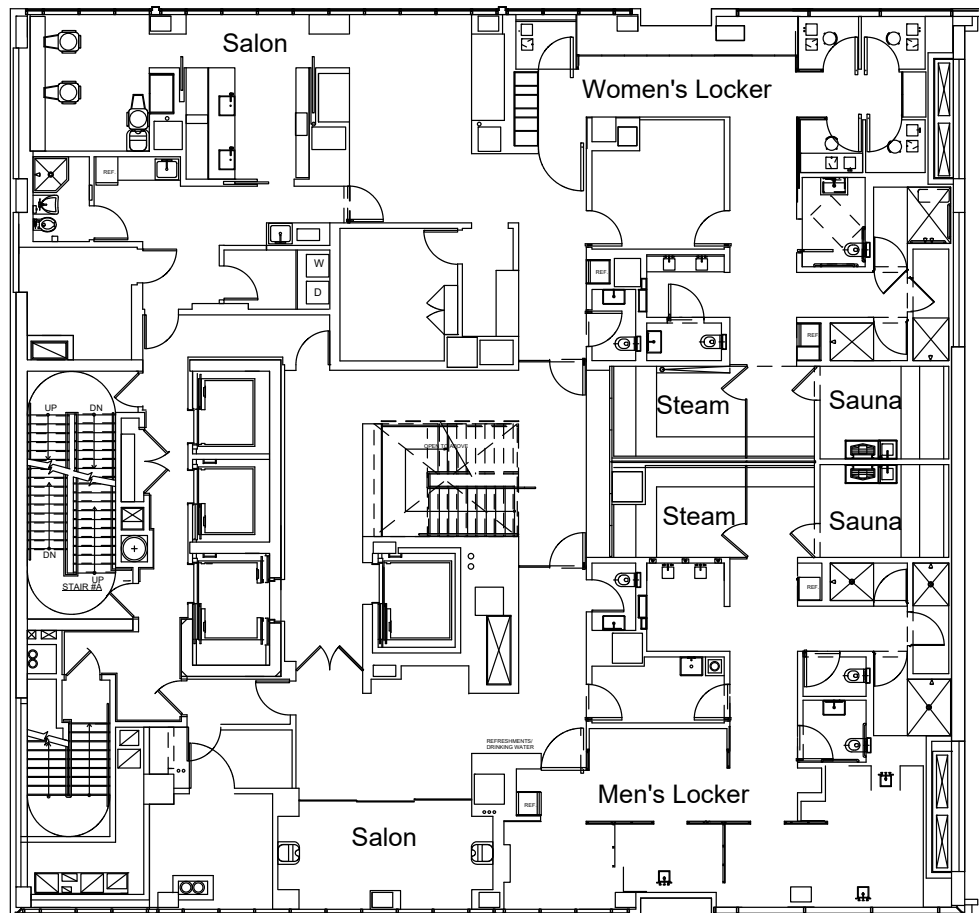 Salon
Women's Locker
REF.
W
D
REF.
REF.
UP
DN
OPEN TO ABOVE
Steam
Sauna
Steam
Sauna
DN
UP
STAIR #A
REF.
REFRESHMENTS/
DRINKING WATER
REF.
Men's Locker
Salon